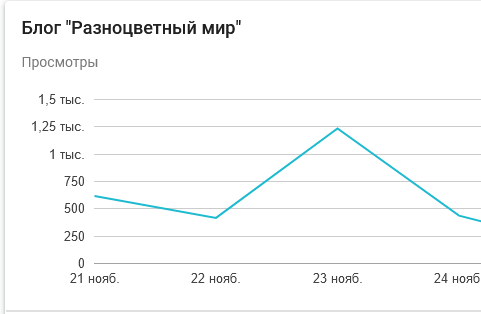 Блог "Разноцветный мир"
Просмотры
1,5 тыс.
1,25 тыс.
1 тыс.
750
500
250
0
21 нояб. 22 нояб. 23 нояб. 24 нояб